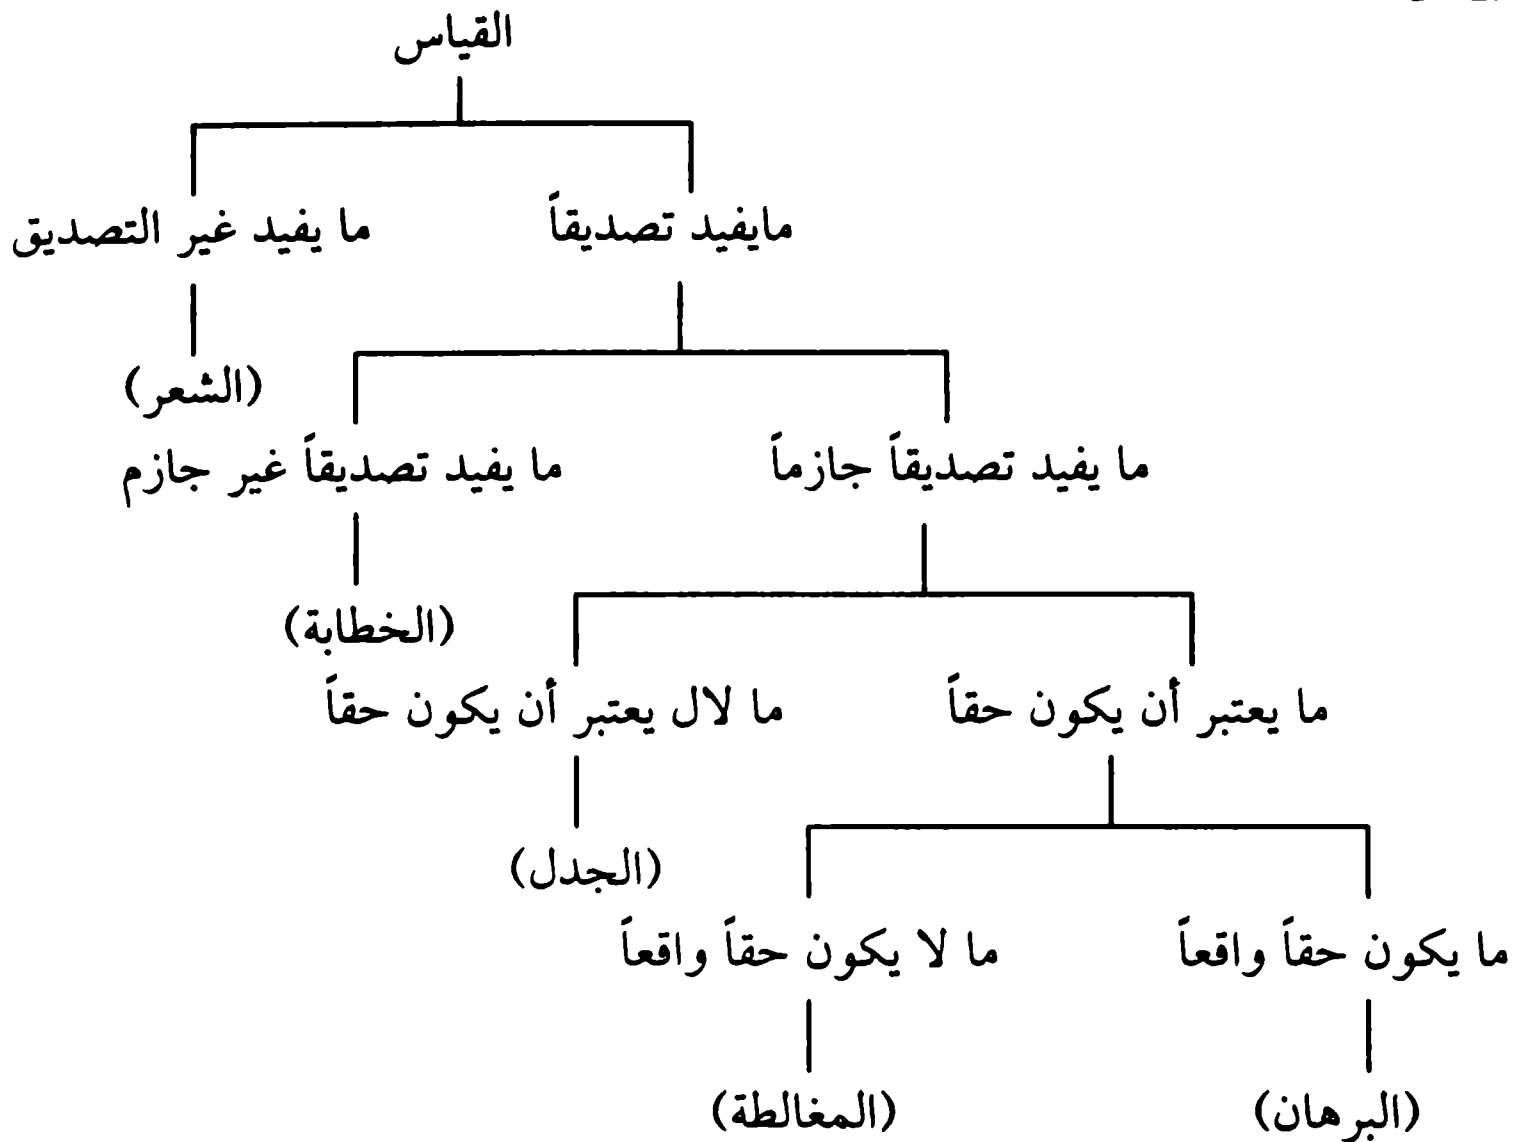 القياس
مايفيد تصديقاً ما يفيد غير التصديق
(الشعر)
ما يفيد تصديقاً جازماً ما يفيد تصديقاً غير جازم
(الخطابة)
ما يعتبر أن يكون حقاً ما لال يعتبر أن يكون حقاً
(الجدل)
ما يكون حقاً واقعاً ما لا يكون حقاً واقعاً
(البرهان) (المغالطة)